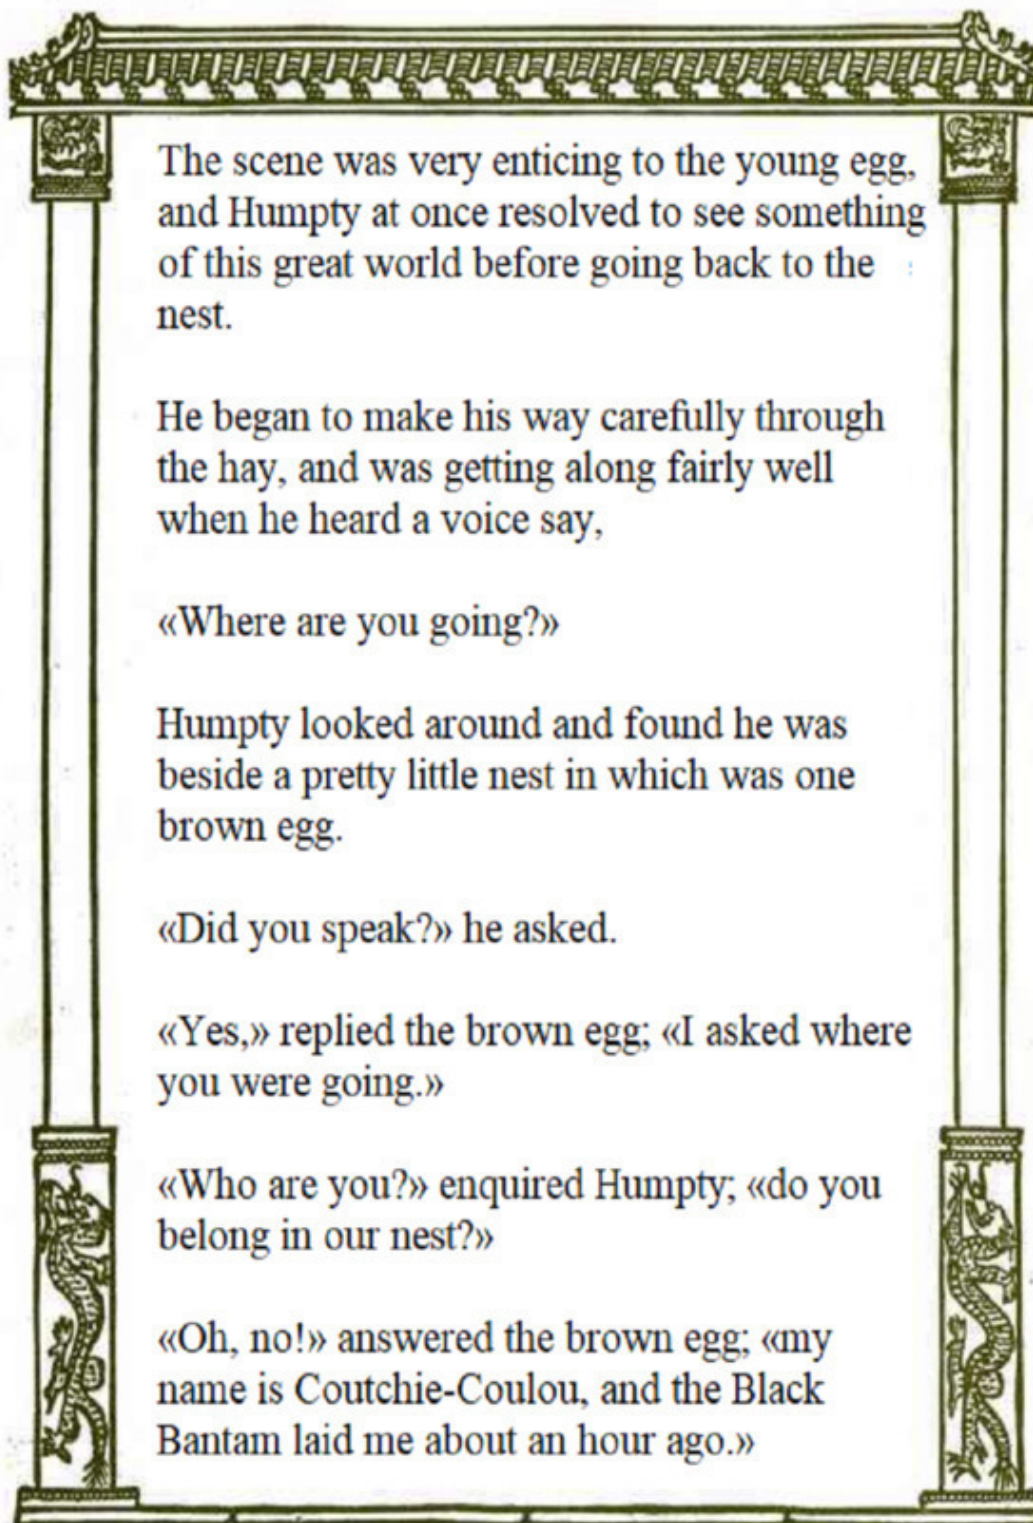 The scene was very enticing to the young egg,
and Humpty at once resolved to see something
of this great world before going back to the
nest.
He began to make his way carefully through
the hay, and was getting along fairly well
when he heard a voice say,
«Where are you going?»
Humpty looked around and found he was
beside a pretty little nest in which was one
brown egg.
«Did you speak?» he asked.
«Yes,» replied the brown egg; «I asked where
you were going.»
«Who are you?» enquired Humpty; «do you
belong in our nest?»
«Oh, no!» answered the brown egg; «my
name is Coutchie-Coulou, and the Black
Bantam laid me about an hour ago.»